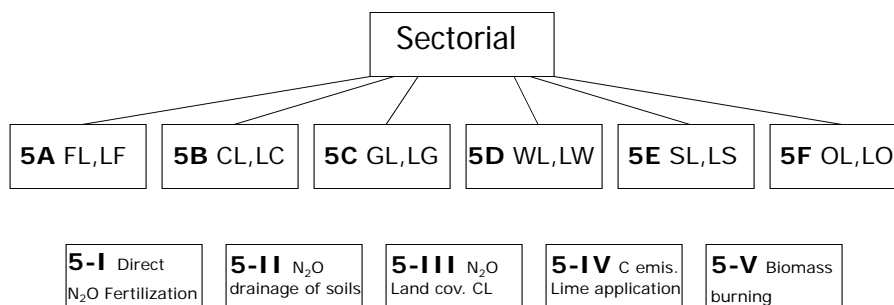 Sectorial
5A FL,LF
5B CL,LC
5C GL,LG
5D WL,LW
5E SL,LS
5F OL,LO
5-I Direct
N₂O Fertilization
5-II N₂O
drainage of soils
5-III N₂O
Land cov. CL
5-IV C emis.
Lime application
5-V Biomass
burning